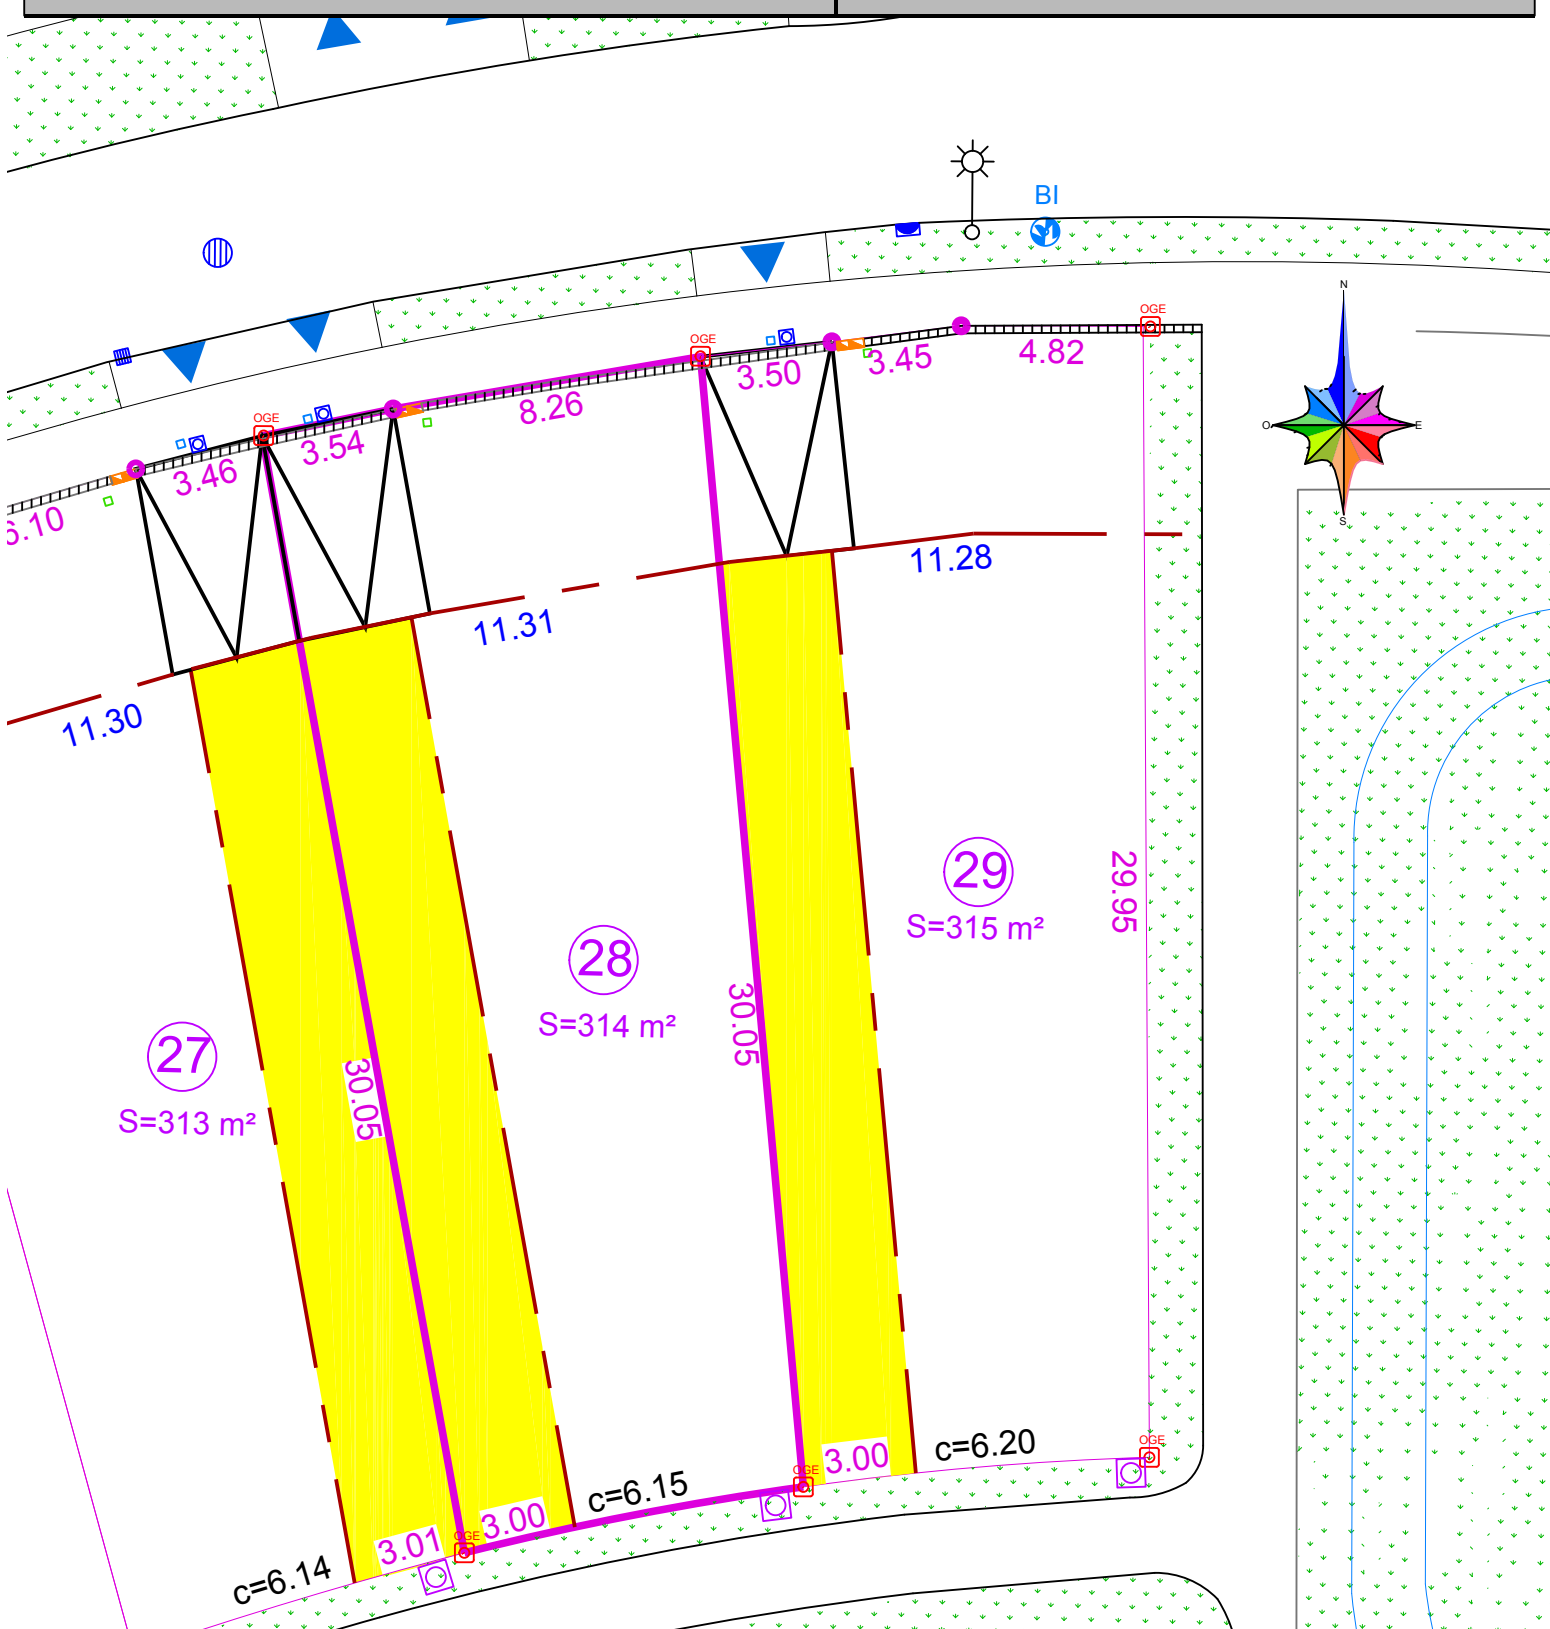 BI
N
O
E
S
OGE
4.82
3.45
OGE
3.50
8.26
OGE
3.54
3.46
6.10
11.28
11.31
11.30
29
S=315 m²
29.95
28
S=314 m²
30.05
27
S=313 m²
30.05
OGE
c=6.20
3.00
OGE
c=6.15
3.00
OGE
3.01
c=6.14